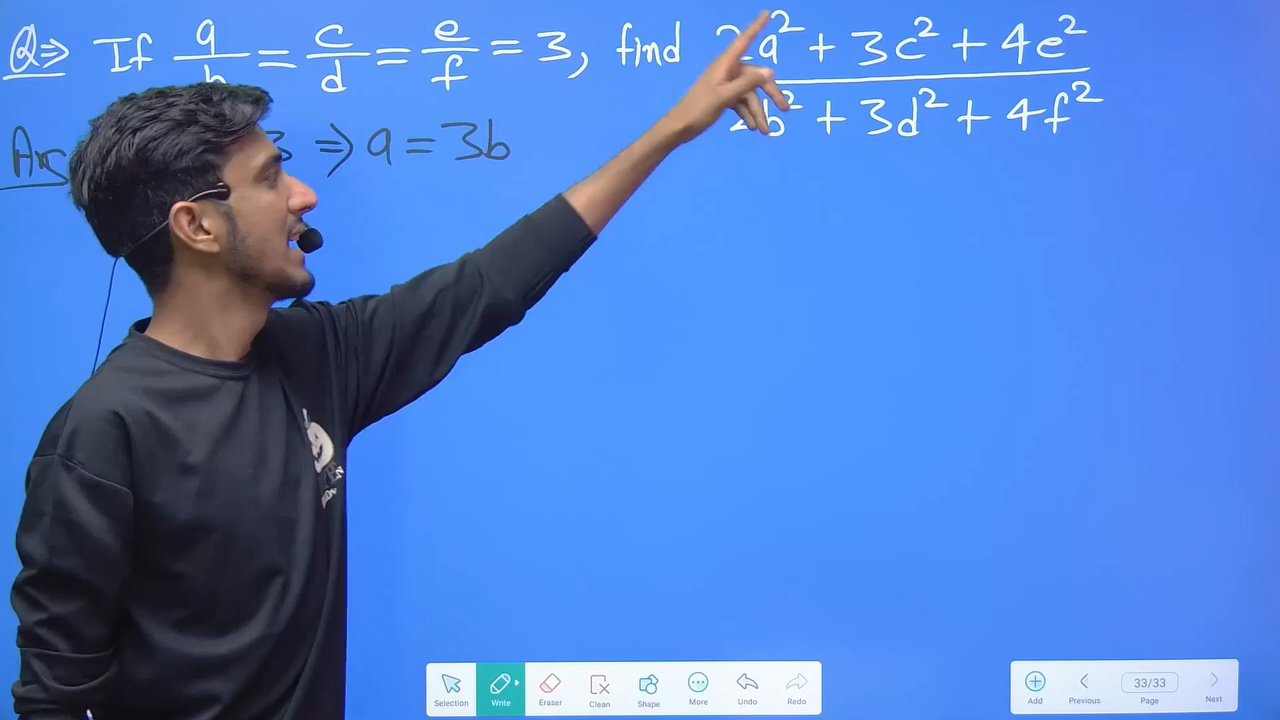 Q⇒ If a/b = c/d = e/f = 3, find 2a² + 3c² + 4e² / 2b² + 3d² + 4f²
Ans 3 ⇒ a = 3b
Selection Write Eraser Clean Shape More Undo Redo
Add Previous 33/33 Page Next